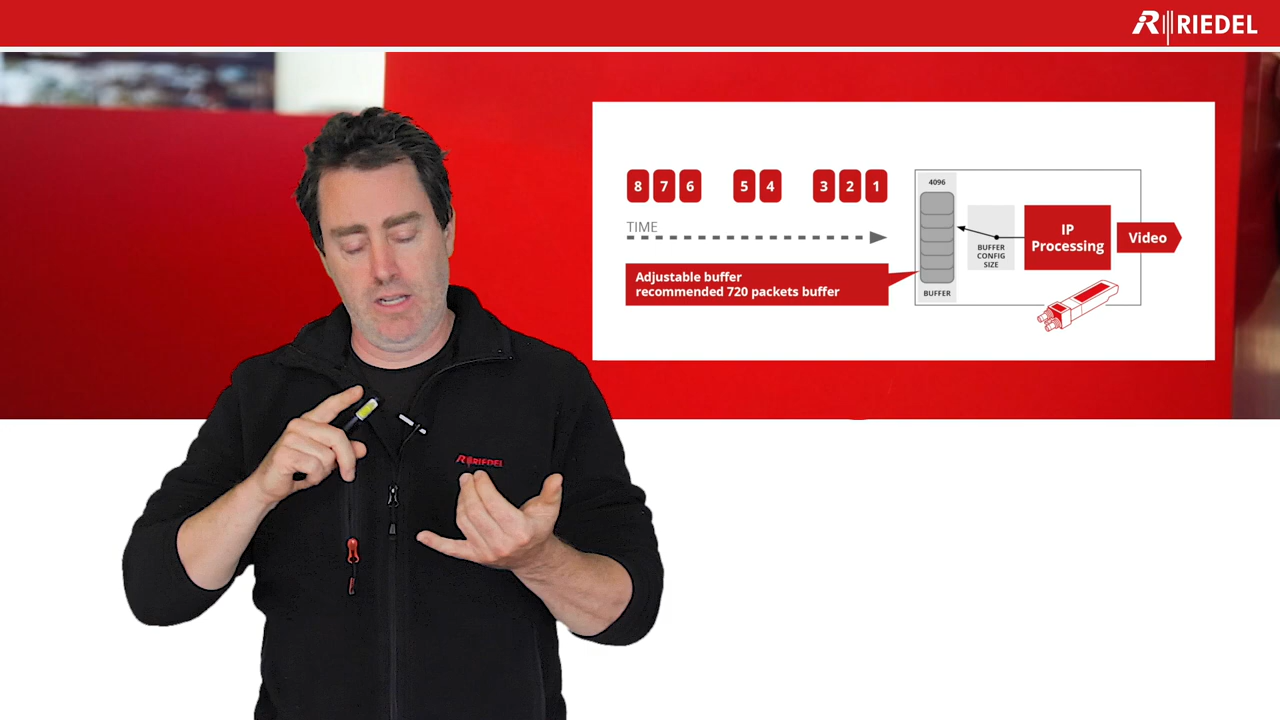 RIEDEL
8 7 6 5 4 3 2 1
TIME
Adjustable buffer
recommended 720 packets buffer
4096
BUFFER
BUFFER
CONFIG
SIZE
IP
Processing
Video
RIEDEL